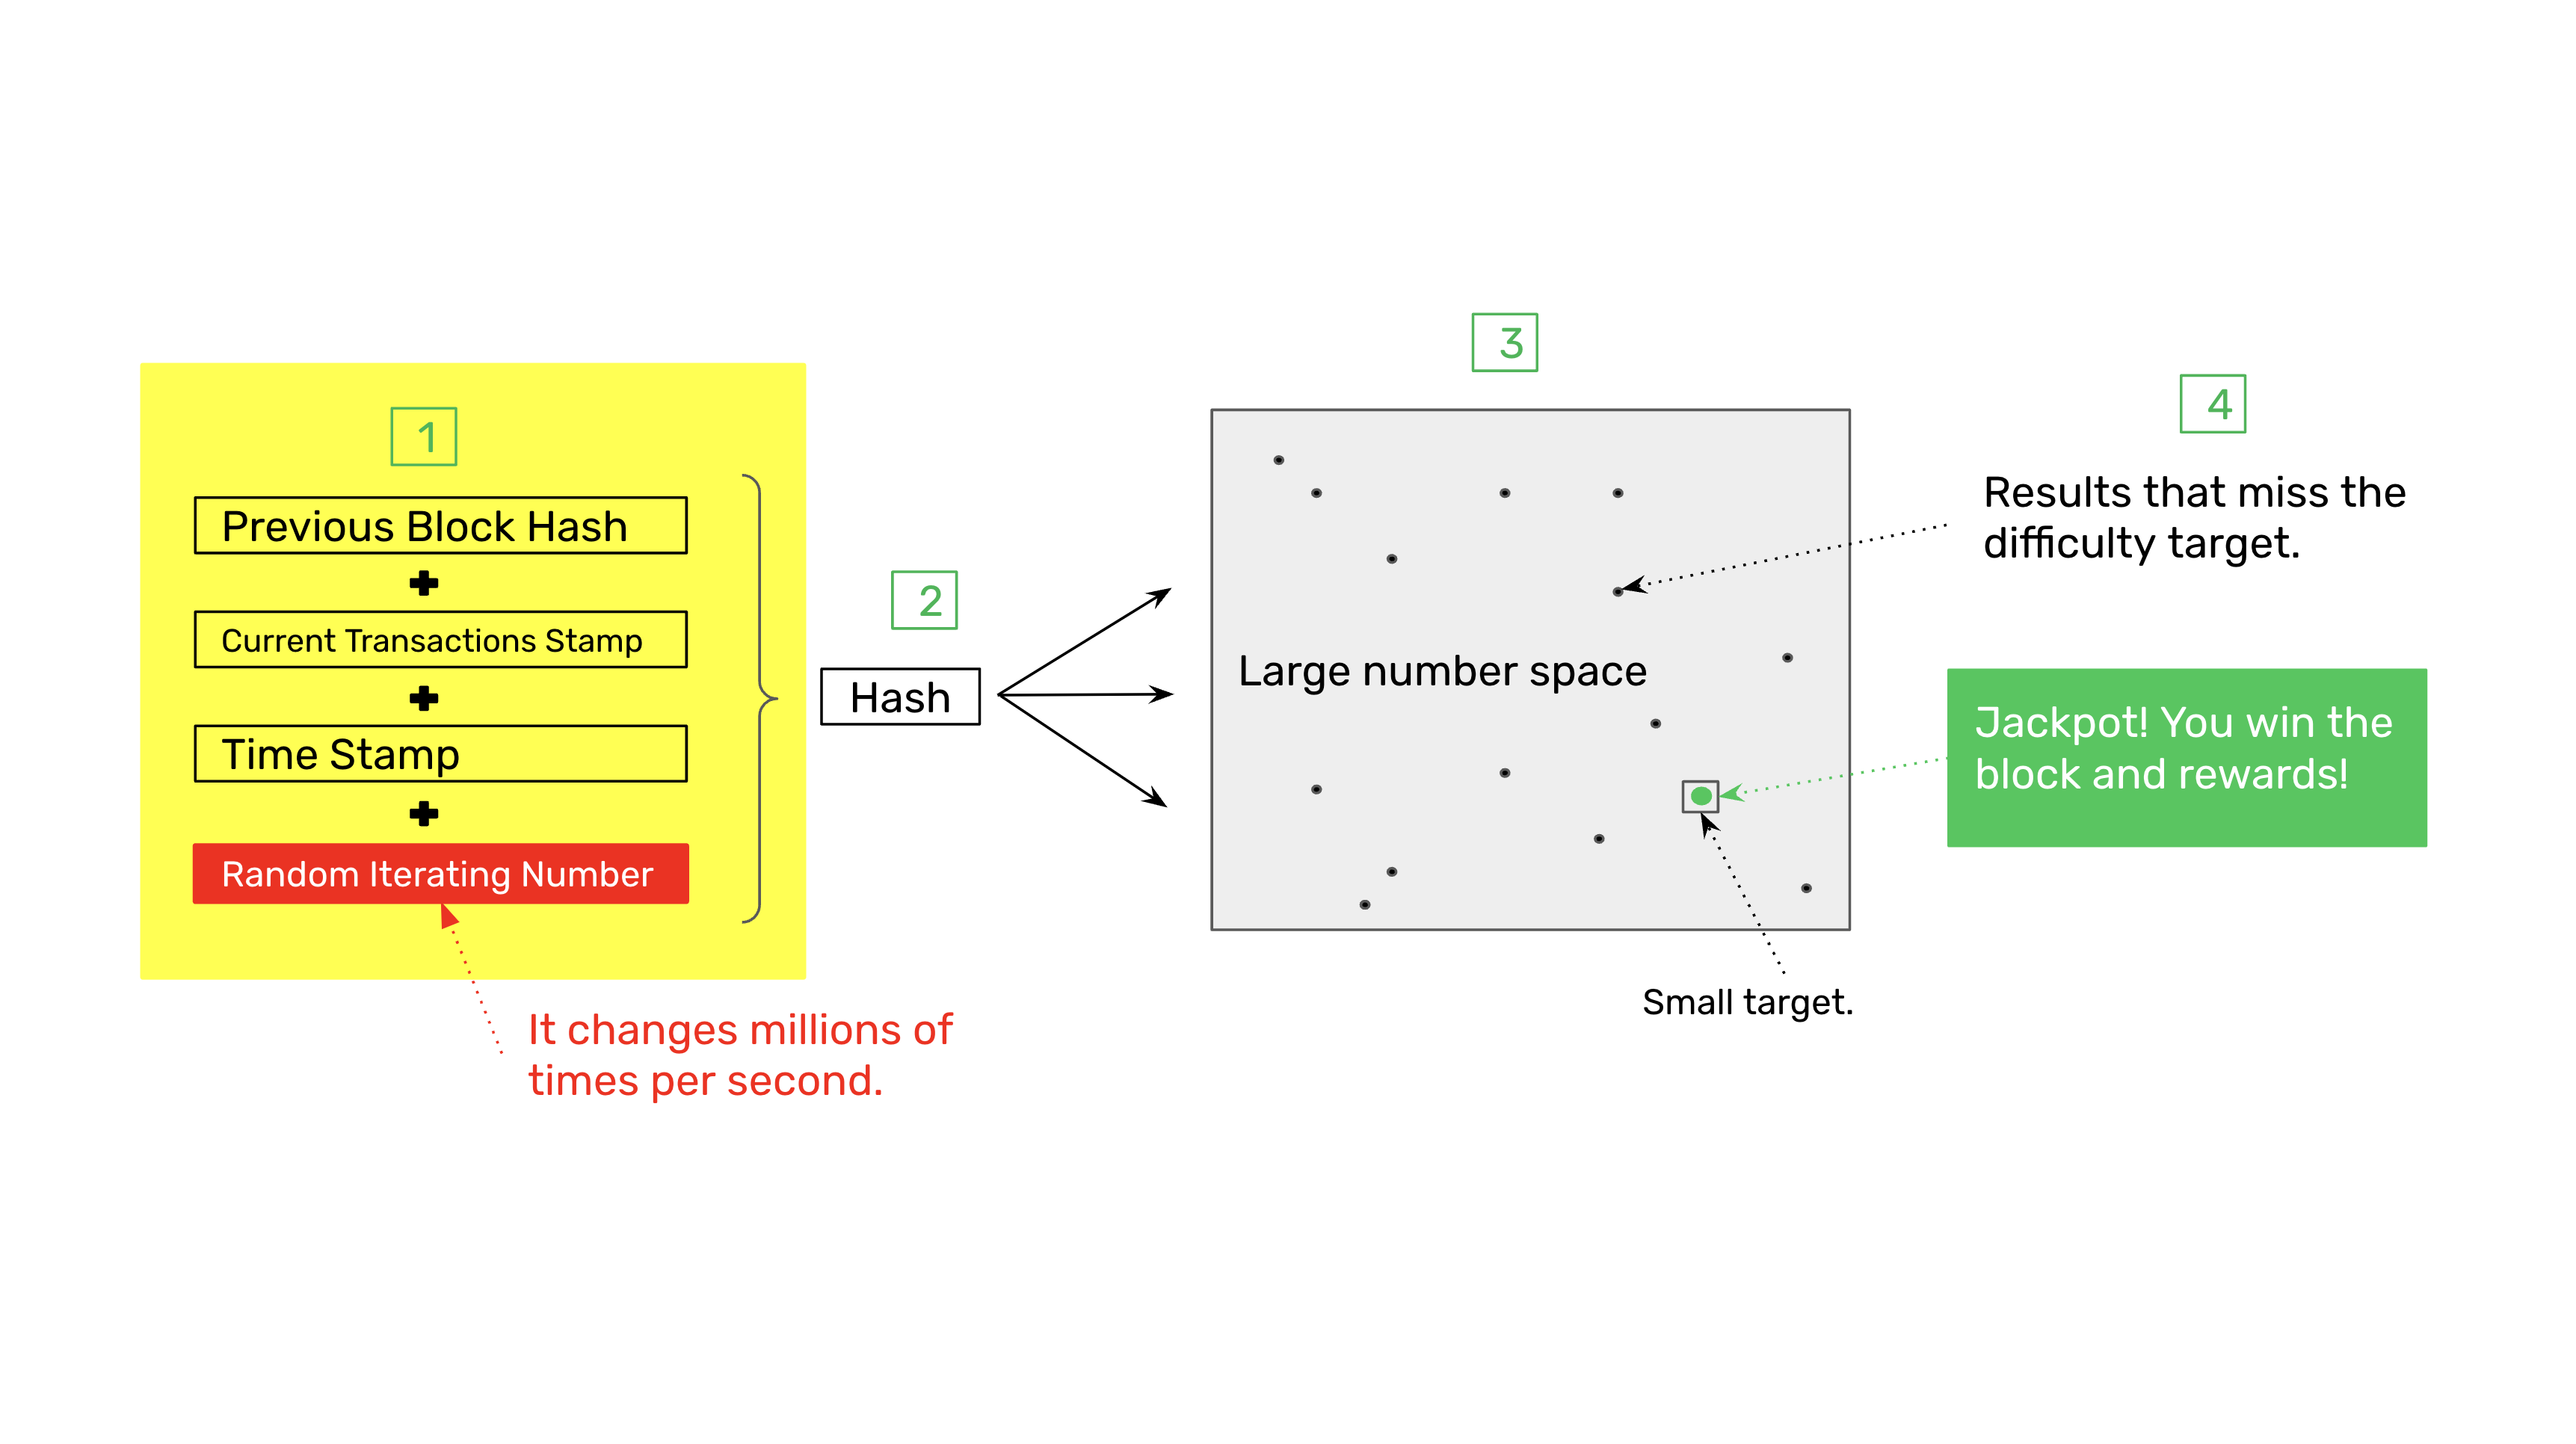 1
Previous Block Hash
Current Transactions Stamp
Time Stamp
Random Iterating Number
It changes millions of
times per second.
2
Hash
3
Large number space
Small target.
4
Results that miss the
difficulty target.
Jackpot! You win the
block and rewards!